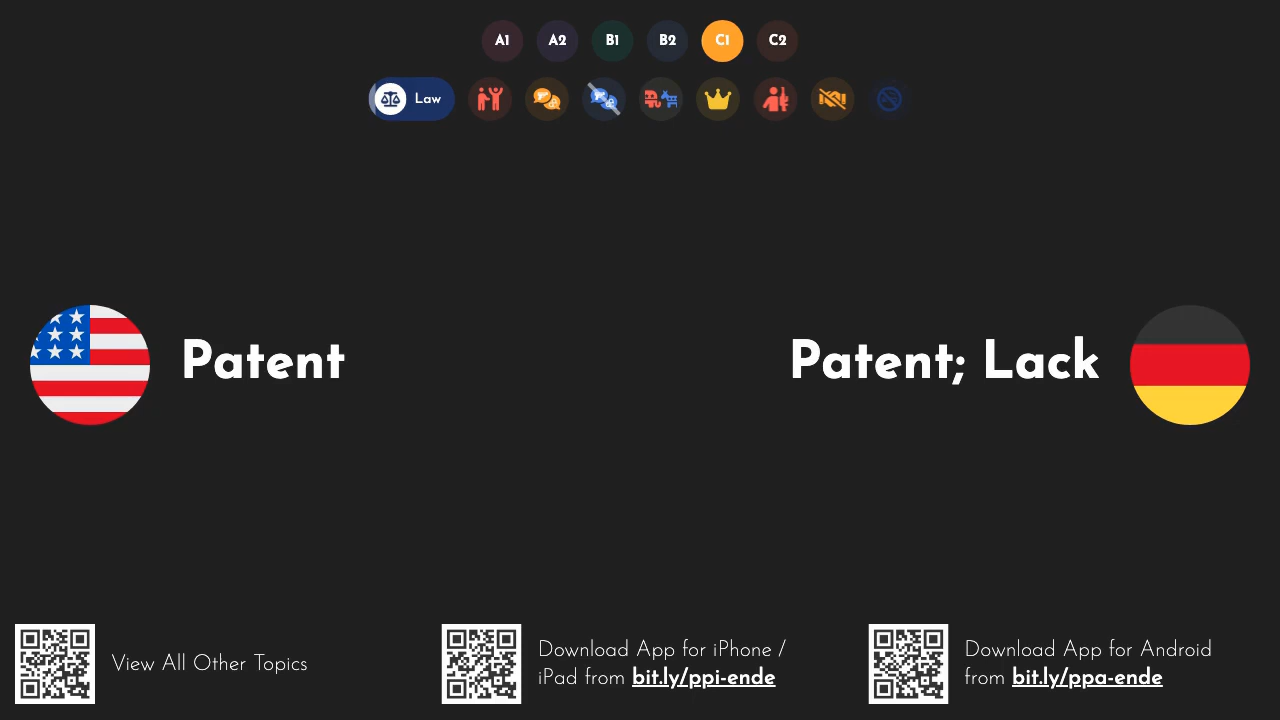 A1 A2 B1 B2 C1 C2
Law
Patent
Patent; Lack
View All Other Topics
Download App for iPhone /
iPad from bit.ly/ppi-ende
Download App for Android
from bit.ly/ppa-ende